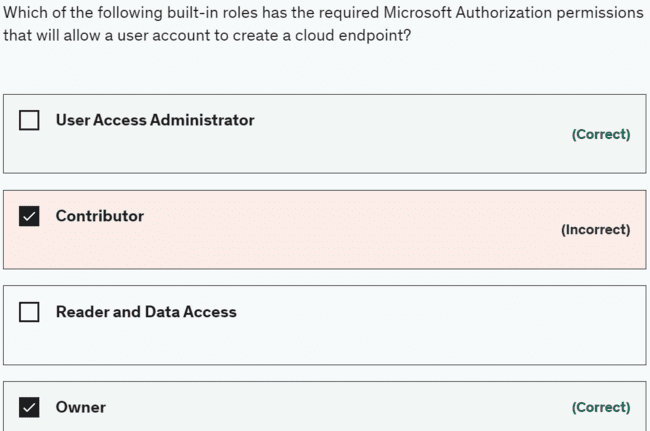 Which of the following built-in roles has the required Microsoft Authorization permissions
that will allow a user account to create a cloud endpoint?
User Access Administrator
(Correct)
Contributor
(Incorrect)
Reader and Data Access
Owner
(Correct)